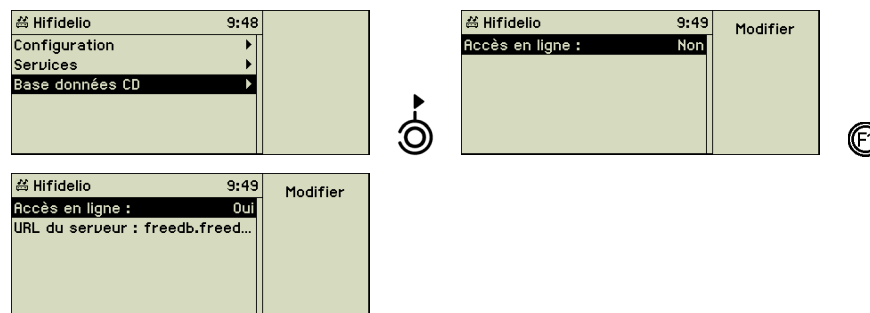 Hifidelio 9:48
Configuration
Services
Base données CD
Hifidelio 9:49
Modifier
Accès en ligne : Non
Hifidelio 9:49
Modifier
Accès en ligne : Oui
URL du serveur : freedb.freed...